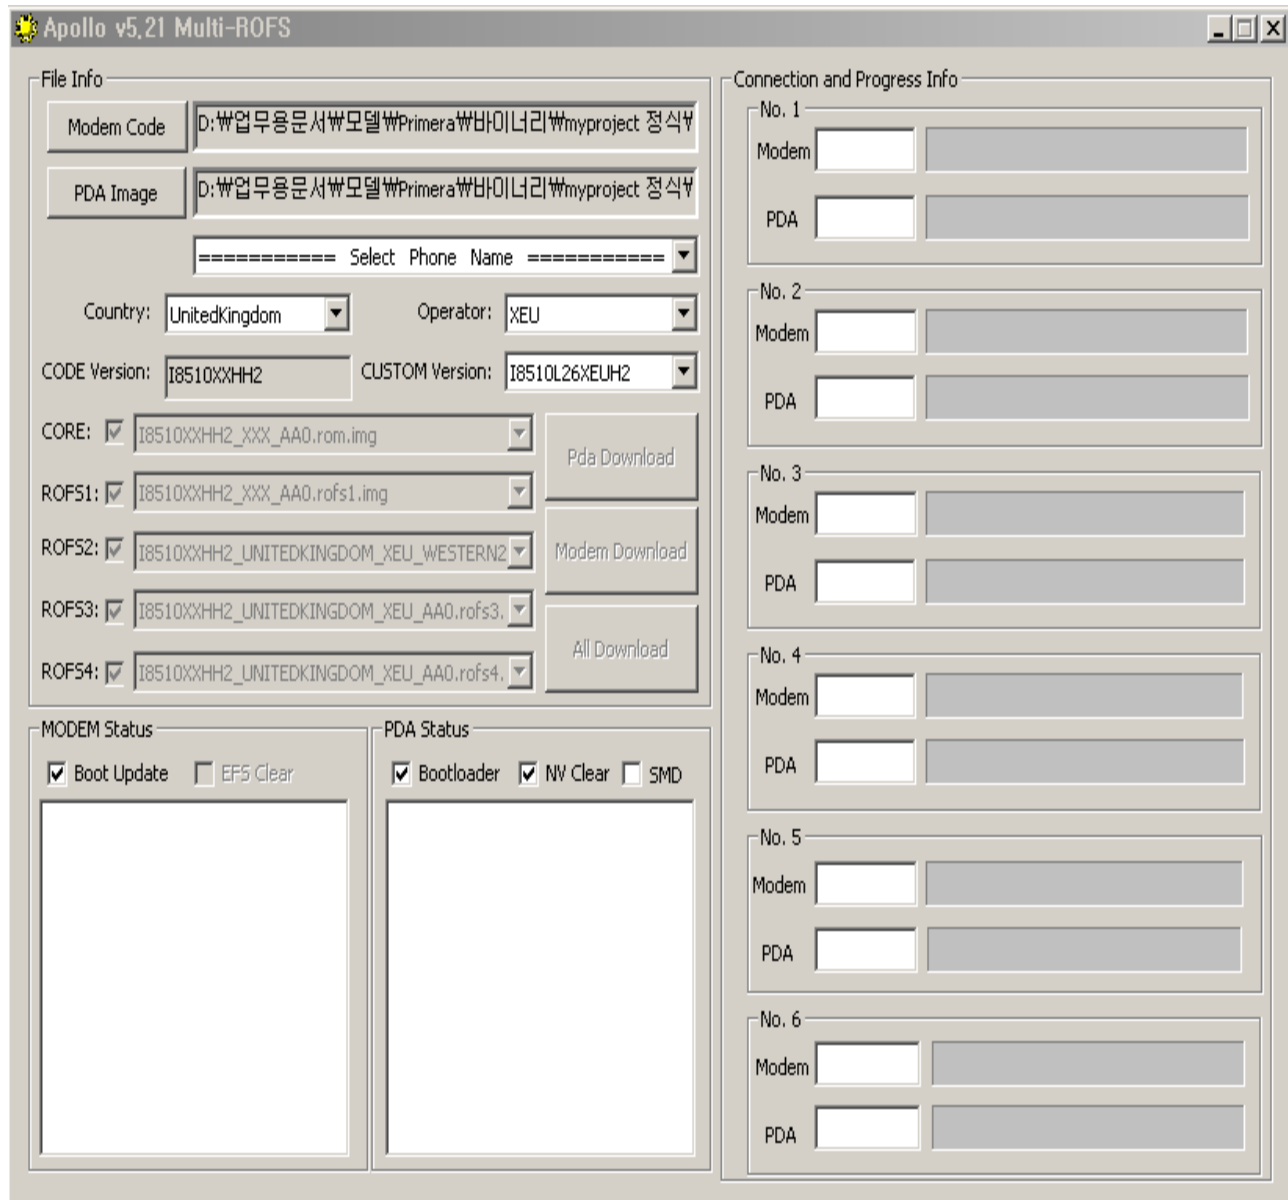 Apollo v5,21 Multi-ROFS
File Info
Modem Code
D:₩업무용문서₩모델₩Primera₩바이너리₩myproject 정식₩
PDA Image
D:₩업무용문서₩모델₩Primera₩바이너리₩myproject 정식₩
=========== Select Phone Name ===========
Country: UnitedKingdom Operator: XEU
CODE Version: I8510XXHH2 CUSTOM Version: I8510L26XEUH2
CORE: I8510XXHH2_XXX_AA0.rom.img
Pda Download
ROFS1: I8510XXHH2_XXX_AA0.rofs1.img
ROFS2: I8510XXHH2_UNITEDKINGDOM_XEU_WESTERN2
Modem Download
ROFS3: I8510XXHH2_UNITEDKINGDOM_XEU_AA0.rofs3.
All Download
ROFS4: I8510XXHH2_UNITEDKINGDOM_XEU_AA0.rofs4.
MODEM Status
Boot Update EFS Clear
PDA Status
Bootloader NV Clear SMD
Connection and Progress Info
No. 1
Modem
PDA
No. 2
Modem
PDA
No. 3
Modem
PDA
No. 4
Modem
PDA
No. 5
Modem
PDA
No. 6
Modem
PDA